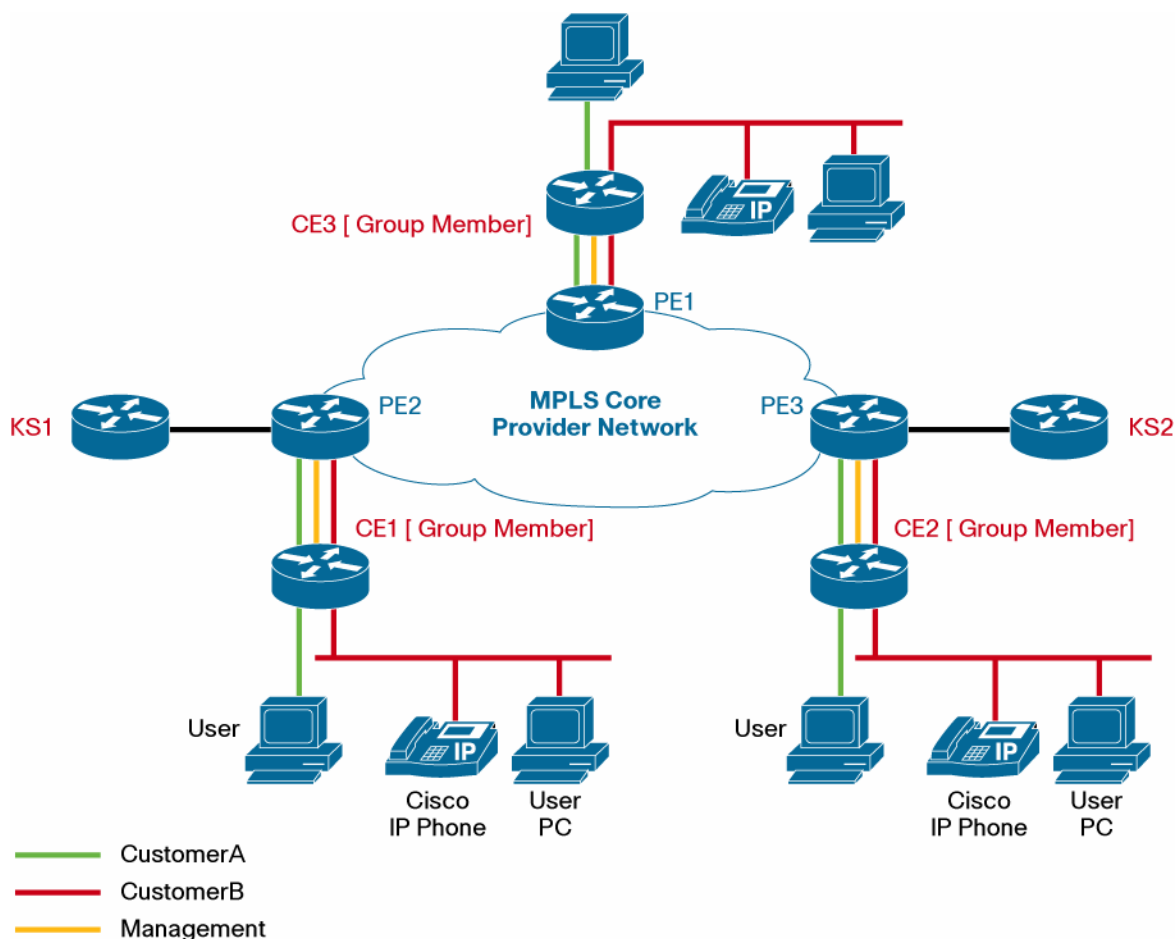 IP
CE3 [ Group Member]
PE1
KS1
PE2
MPLS Core
Provider Network
PE3
KS2
CE1 [ Group Member]
CE2 [ Group Member]
User
IP
Cisco
IP Phone
User
PC
User
IP
Cisco
IP Phone
User
PC
CustomerA
CustomerB
Management